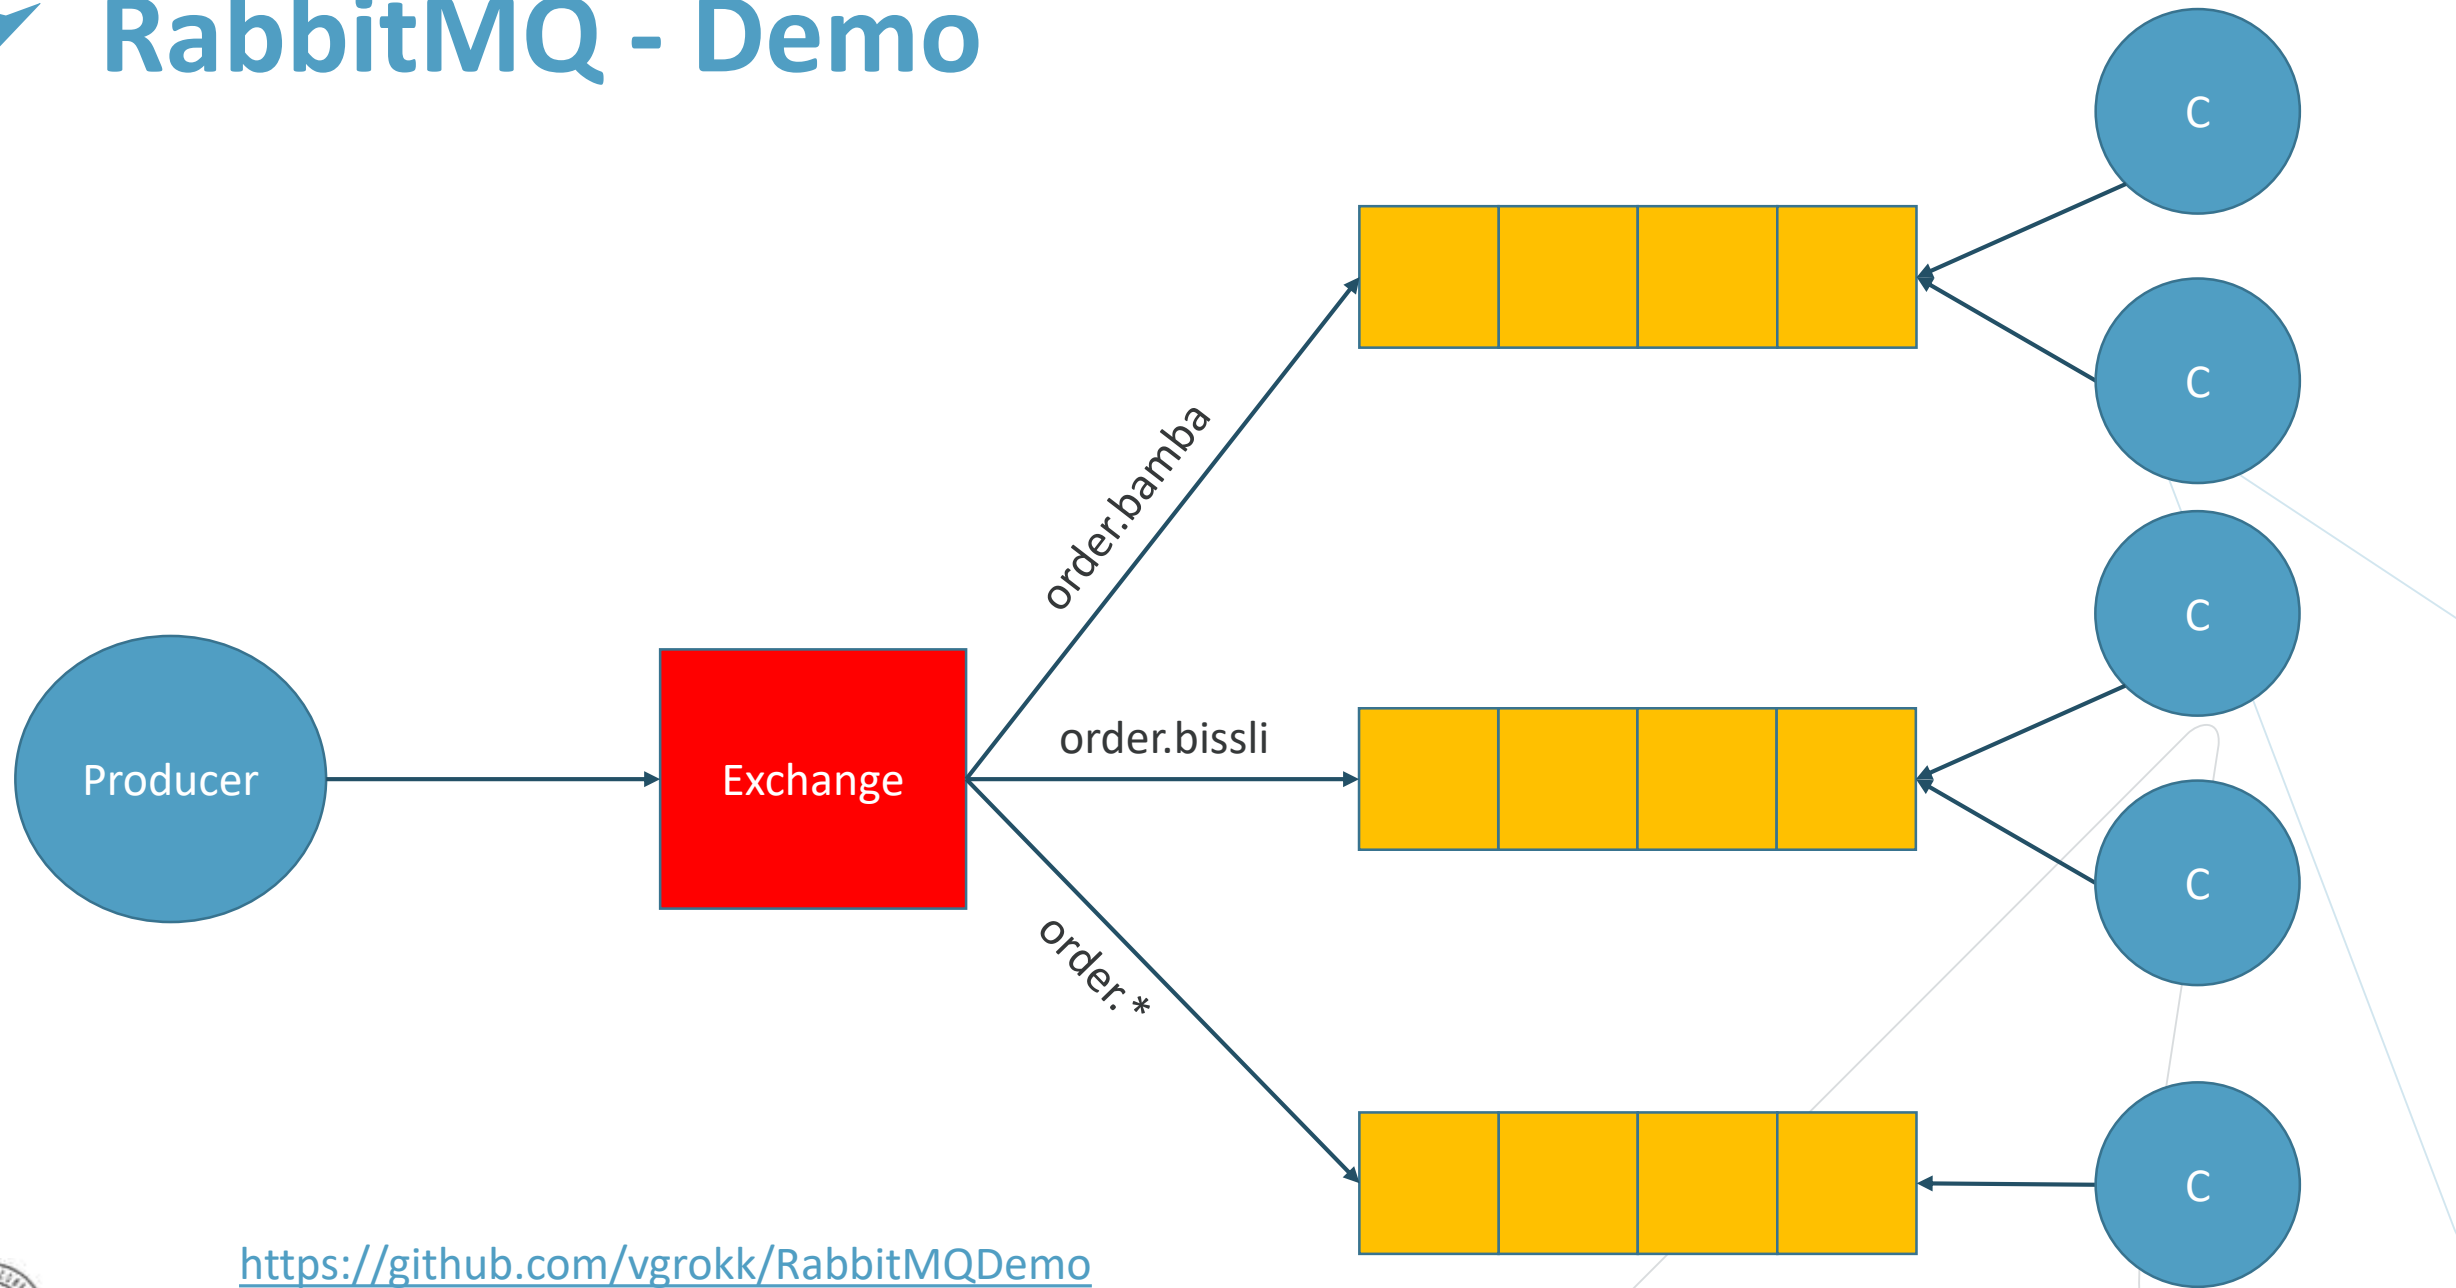 RabbitMQ - Demo
C
C
order.bamba
C
Producer
Exchange
order.bissli
C
order.*
C
https://github.com/vgrokk/RabbitMQDemo